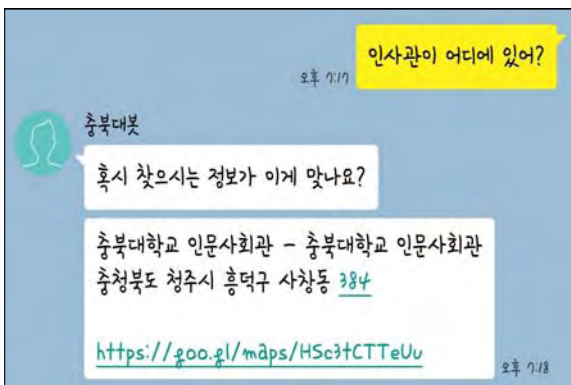 인사관이 어디에 있어?
오후 7:17
충북대봇
혹시 찾으시는 정보가 이게 맞나요?
충북대학교 인문사회관 - 충북대학교 인문사회관
충청북도 청주시 흥덕구 사창동 384
https://goo.gl/maps/HSc3tCTTeUu
오후 7:18